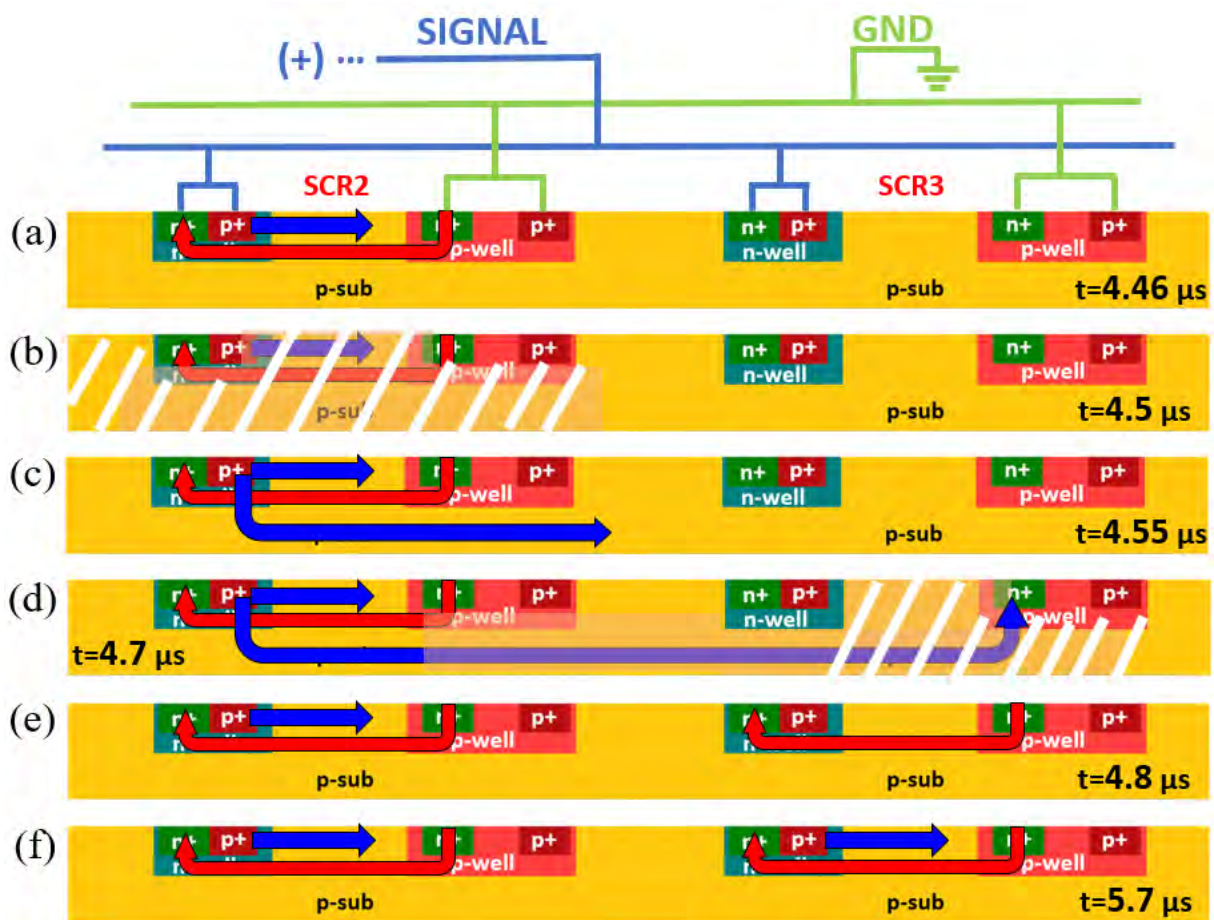 SIGNAL GND
(+) ...
SCR2 SCR3
(a) n+ p+ n+ p+ n+ p+ n+ p+
p-well n-well p-well
p-sub p-sub t=4.46 μs
(b) n+ p+ n+ p+ n+ p+ n+ p+
p-well n-well p-well
p-sub p-sub t=4.5 μs
(c) n+ p+ n+ p+ n+ p+ n+ p+
p-well n-well p-well
p-sub t=4.55 μs
(d) n+ p+ n+ p+ n+ p+ n+ p+
n-well p-well
t=4.7 μs
(e) n+ p+ n+ p+ n+ p+ n+ p+
p-well p-well
p-sub p-sub t=4.8 μs
(f) n+ p+ n+ p+ n+ p+ n+ p+
p-well p-well
p-sub p-sub t=5.7 μs